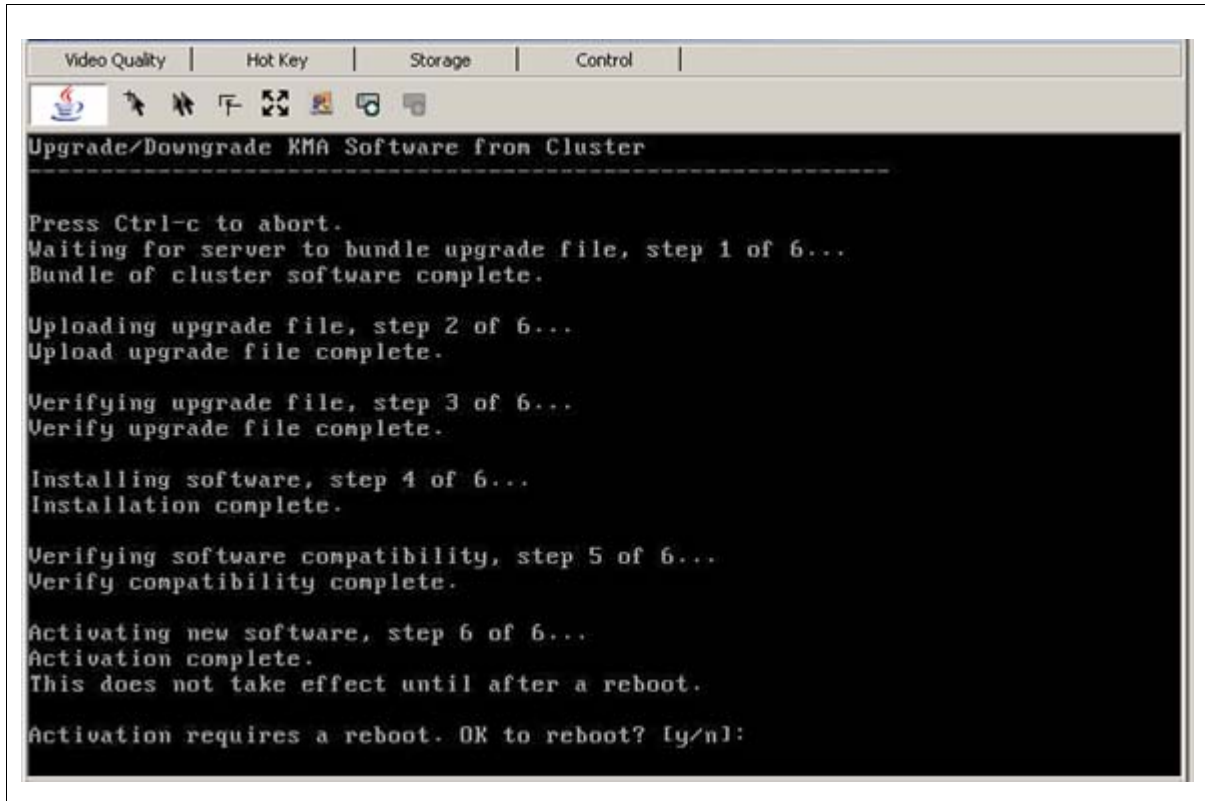 Video Quality | Hot Key | Storage | Control |
Upgrade/Downgrade KMA Software from Cluster
------------------------------------------------------------
Press Ctrl-c to abort.
Waiting for server to bundle upgrade file, step 1 of 6...
Bundle of cluster software complete.
Uploading upgrade file, step 2 of 6...
Upload upgrade file complete.
Verifying upgrade file, step 3 of 6...
Verify upgrade file complete.
Installing software, step 4 of 6...
Installation complete.
Verifying software compatibility, step 5 of 6...
Verify compatibility complete.
Activating new software, step 6 of 6...
Activation complete.
This does not take effect until after a reboot.
Activation requires a reboot. OK to reboot? [y/n]: